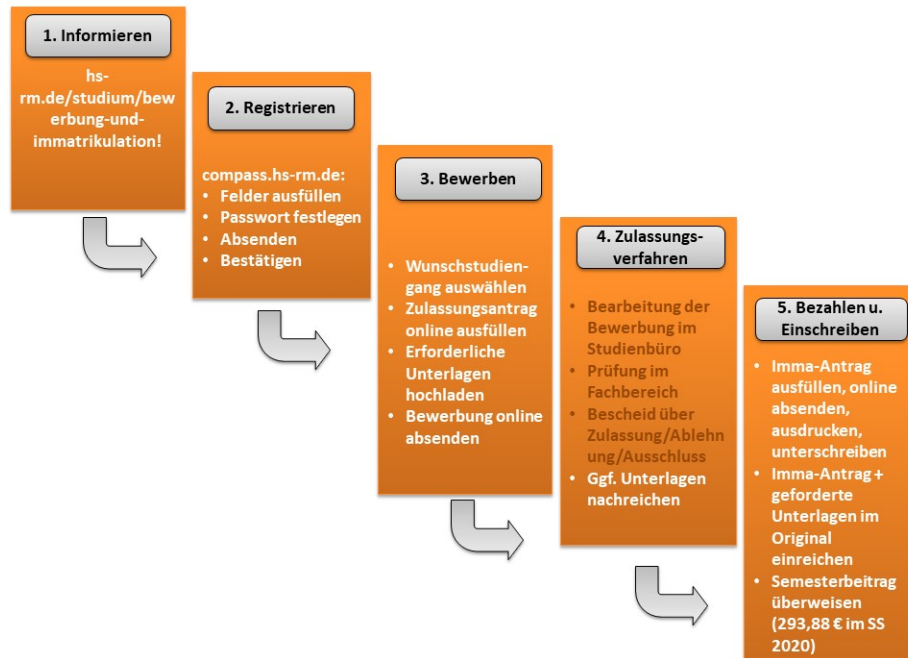 1. Informieren
hs-
rm.de/studium/bew
erbung-und-
immatrikulation!
2. Registrieren
compass.hs-rm.de:
• Felder ausfüllen
• Passwort festlegen
• Absenden
• Bestätigen
3. Bewerben
• Wunschstudien-
gang auswählen
• Zulassungsantrag
online ausfüllen
• Erforderliche
Unterlagen
hochladen
• Bewerbung online
absenden
4. Zulassungs-
verfahren
• Bearbeitung der
Bewerbung im
Studienbüro
• Prüfung im
Fachbereich
• Bescheid über
Zulassung/Ablehn
nung/Ausschluss
• Ggf. Unterlagen
nachreichen
5. Bezahlen u.
Einschreiben
• Imma-Antrag
ausfüllen, online
absenden,
ausdrucken,
unterschreiben
• Imma-Antrag +
geforderte
Unterlagen im
Original
einreichen
• Semesterbeitrag
überweisen
(293,88 € im SS
2020)